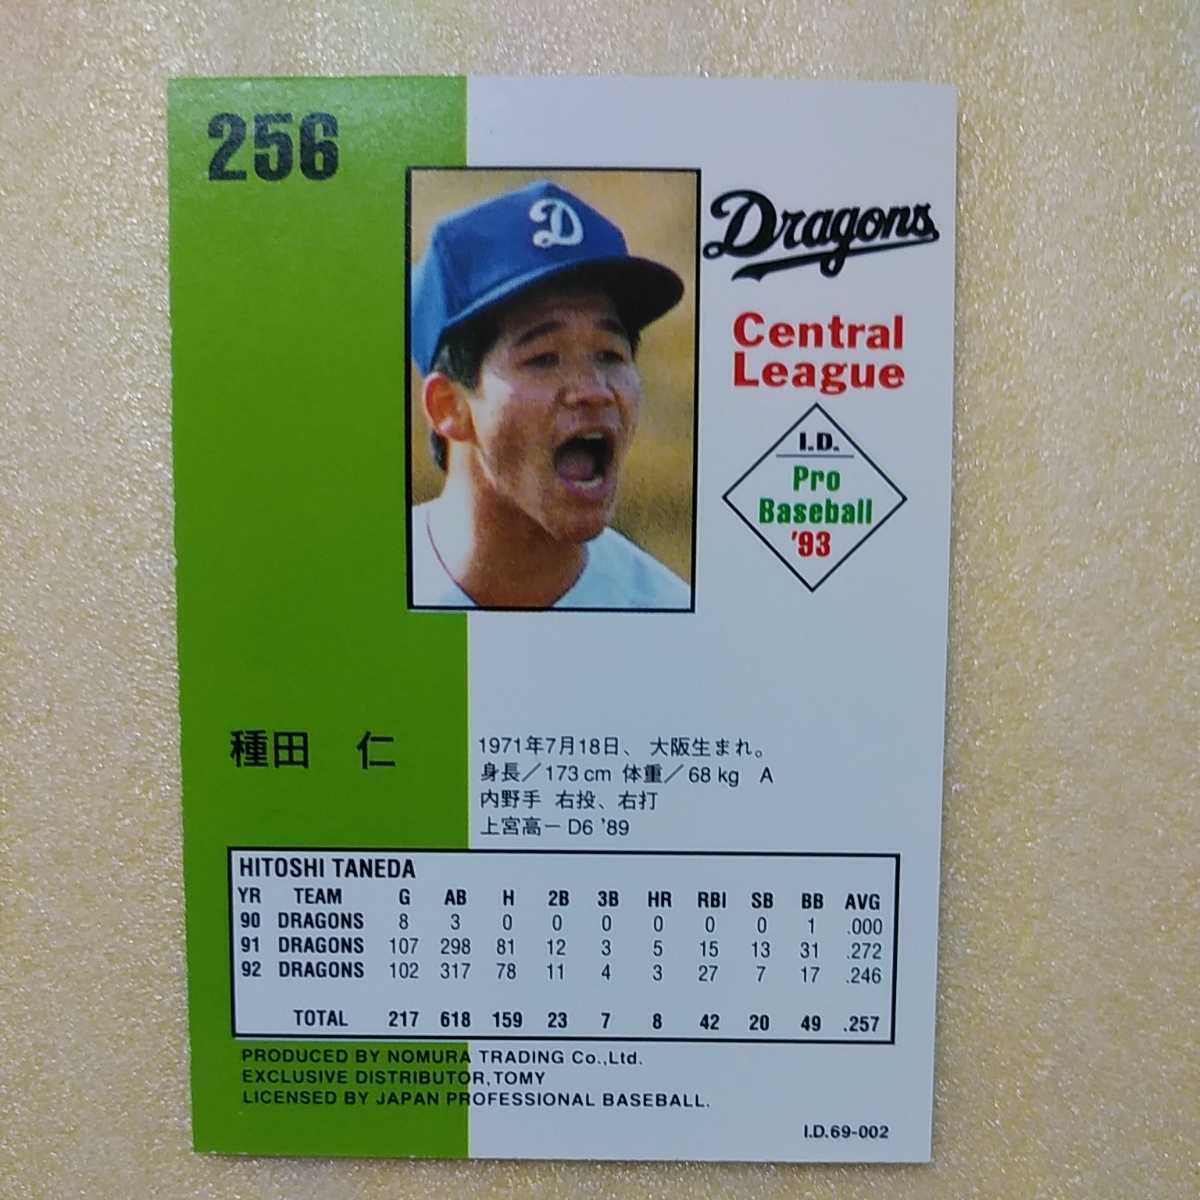 256
D
Dragons
Central
League
I.D.
Pro
Baseball
'93
種田 仁
1971年7月18日、 大阪生まれ。
身長/173cm 体重/68kg A
内野手 右投、右打
上宮高ーD6 '89
HITOSHI TANEDA
YR TEAM G AB H 2B 3B HR RBI SB BB AVG
90 DRAGONS 8 3 0 0 0 0 0 0 1 .000
91 DRAGONS 107 298 81 12 3 5 15 13 31 .272
92 DRAGONS 102 317 78 11 4 3 27 7 17 .246
TOTAL 217 618 159 23 7 8 42 20 49 .257
PRODUCED BY NOMURA TRADING Co.,Ltd.
EXCLUSIVE DISTRIBUTOR,TOMY
LICENSED BY JAPAN PROFESSIONAL BASEBALL.
I.D.69-002